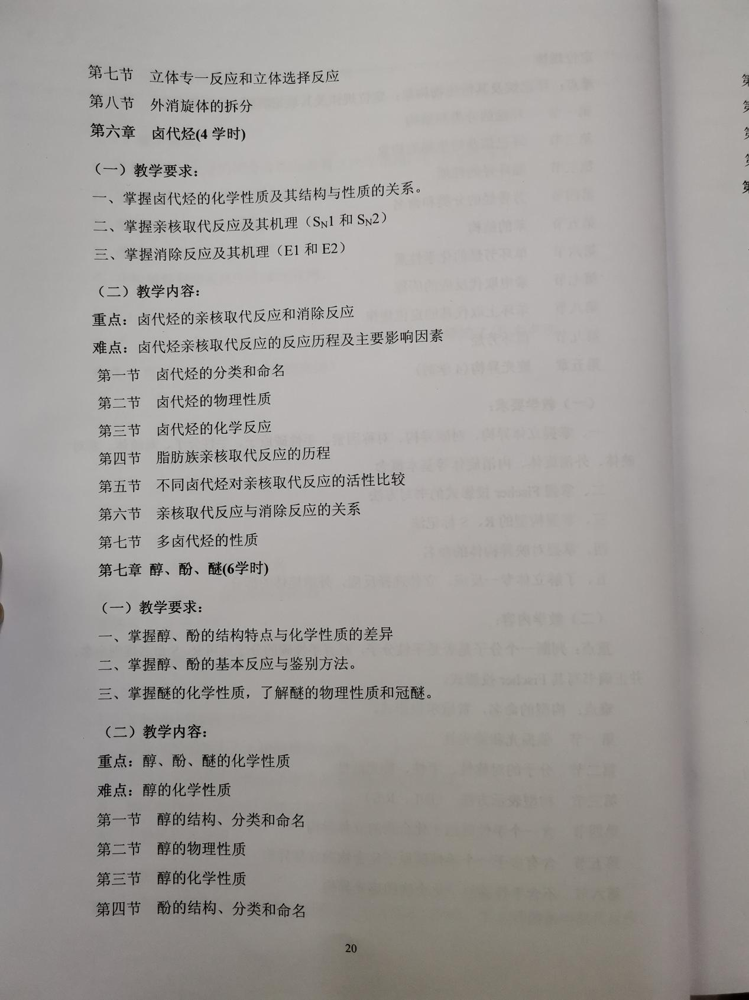 第七节 立体专一反应和立体选择反应
第八节 外消旋体的拆分
第六章 卤代烃(4 学时)
（一）教学要求：
一、掌握卤代烃的化学性质及其结构与性质的关系。
二、掌握亲核取代反应及其机理（SN1 和 SN2）
三、掌握消除反应及其机理（E1 和 E2）
（二）教学内容：
重点：卤代烃的亲核取代反应和消除反应
难点：卤代烃亲核取代反应的反应历程及主要影响因素
第一节 卤代烃的分类和命名
第二节 卤代烃的物理性质
第三节 卤代烃的化学反应
第四节 脂肪族亲核取代反应的历程
第五节 不同卤代烃对亲核取代反应的活性比较
第六节 亲核取代反应与消除反应的关系
第七节 多卤代烃的性质
第七章 醇、酚、醚(6学时)
（一）教学要求：
一、掌握醇、酚的结构特点与化学性质的差异
二、掌握醇、酚的基本反应与鉴别方法。
三、掌握醚的化学性质，了解醚的物理性质和冠醚。
（二）教学内容：
重点：醇、酚、醚的化学性质
难点：醇的化学性质
第一节 醇的结构、分类和命名
第二节 醇的物理性质
第三节 醇的化学性质
第四节 酚的结构、分类和命名
20